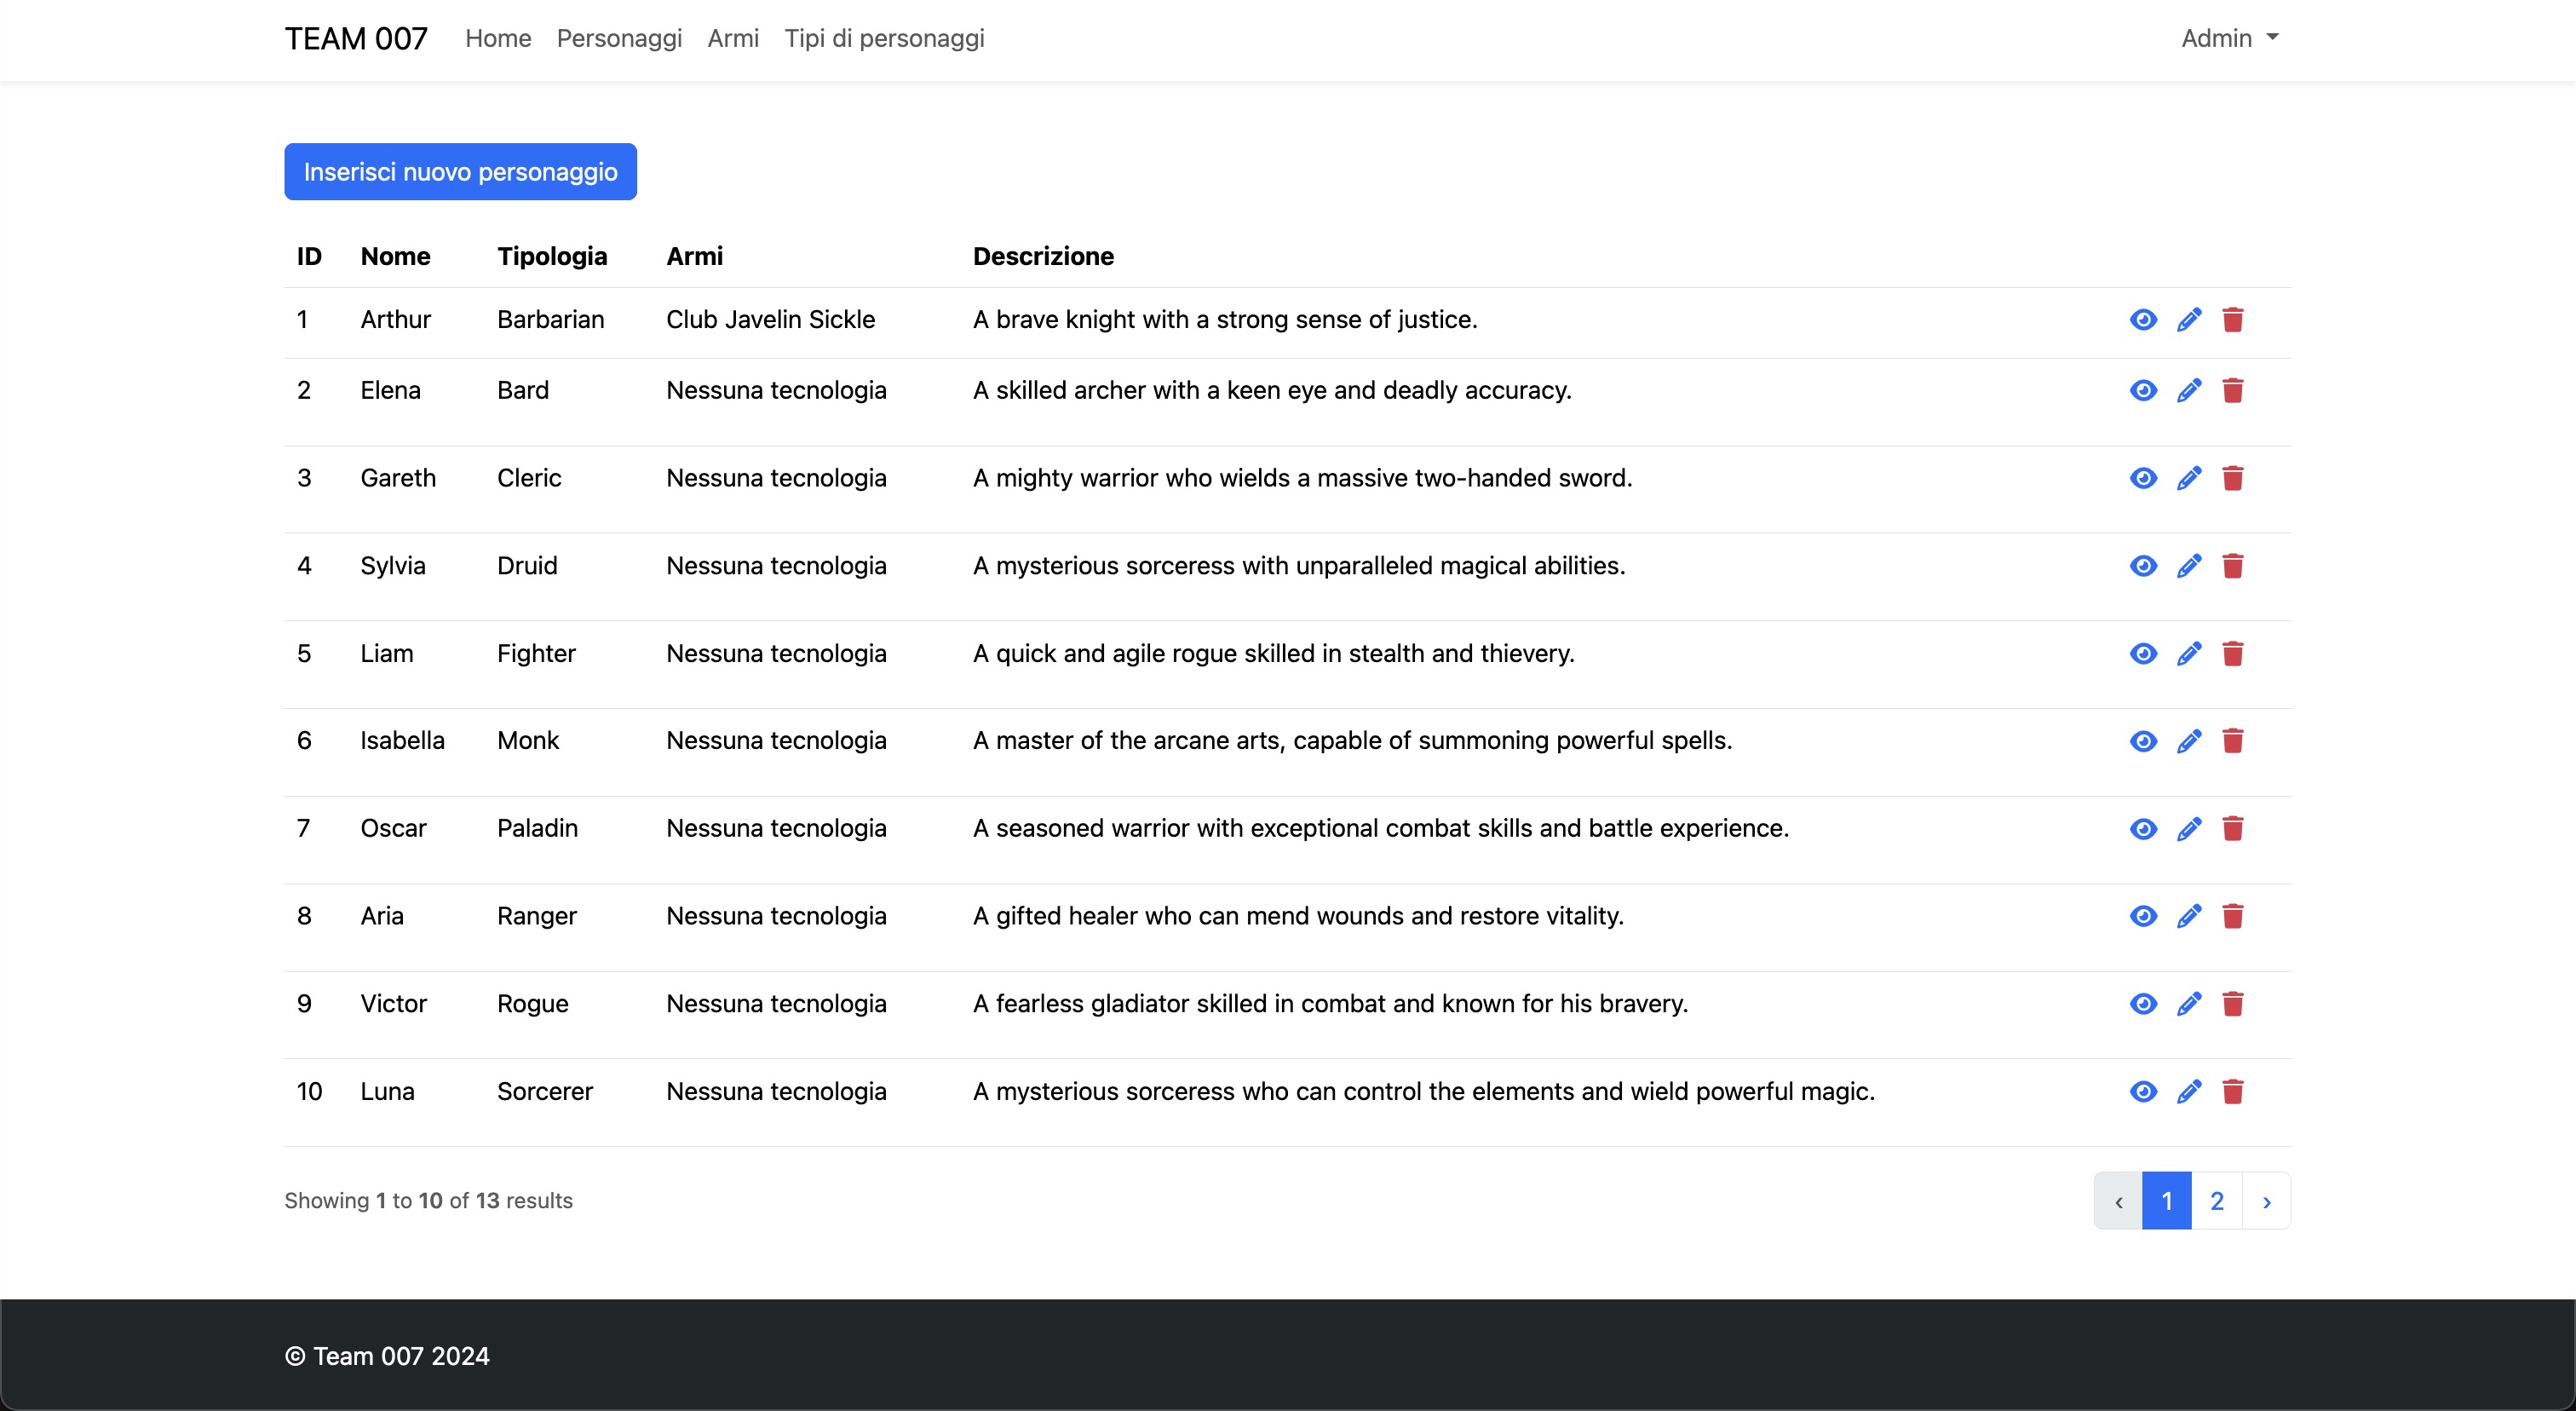 TEAM 007 Home Personaggi Armi Tipi di personaggi Admin
Inserisci nuovo personaggio
ID Nome Tipologia Armi Descrizione
1 Arthur Barbarian Club Javelin Sickle A brave knight with a strong sense of justice.
2 Elena Bard Nessuna tecnologia A skilled archer with a keen eye and deadly accuracy.
3 Gareth Cleric Nessuna tecnologia A mighty warrior who wields a massive two-handed sword.
4 Sylvia Druid Nessuna tecnologia A mysterious sorceress with unparalleled magical abilities.
5 Liam Fighter Nessuna tecnologia A quick and agile rogue skilled in stealth and thievery.
6 Isabella Monk Nessuna tecnologia A master of the arcane arts, capable of summoning powerful spells.
7 Oscar Paladin Nessuna tecnologia A seasoned warrior with exceptional combat skills and battle experience.
8 Aria Ranger Nessuna tecnologia A gifted healer who can mend wounds and restore vitality.
9 Victor Rogue Nessuna tecnologia A fearless gladiator skilled in combat and known for his bravery.
10 Luna Sorcerer Nessuna tecnologia A mysterious sorceress who can control the elements and wield powerful magic.
Showing 1 to 10 of 13 results ‹ 1 2 ›
© Team 007 2024